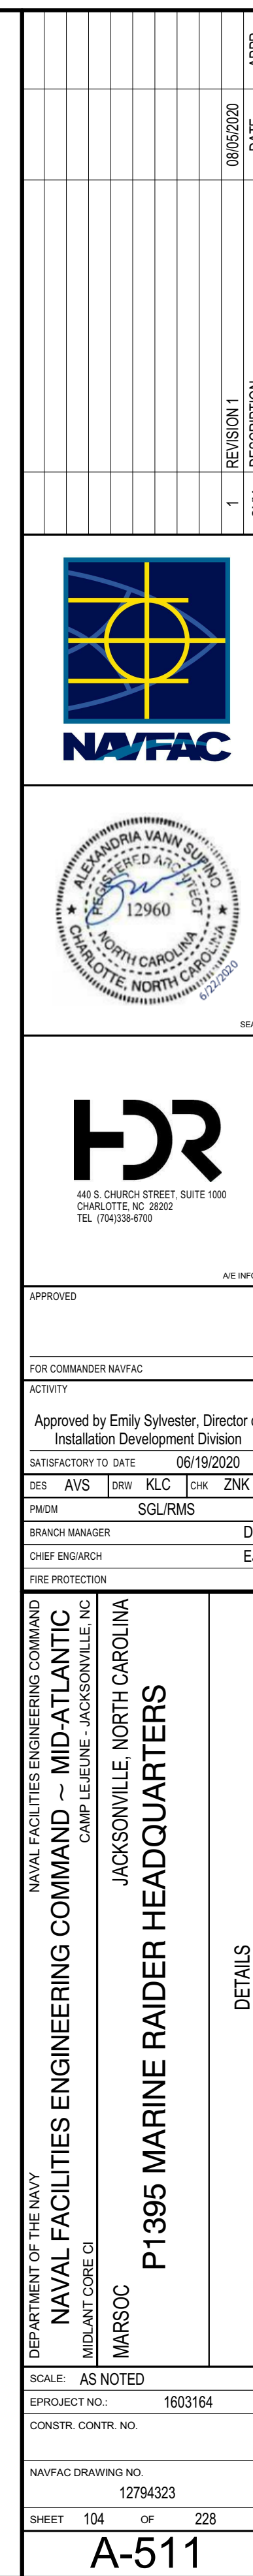 1 REVISION 1 08/05/2020
NAVFAC
ALEXANDRIA VANN
REGISTERED ARCHITECT
12960
NORTH CAROLINA
CHARLOTTE, NORTH CAROLINA
6/22/2020
HDR
440 S. CHURCH STREET, SUITE 1000
CHARLOTTE, NC 28202
TEL (704)338-6700
A/E
APPROVED
FOR COMMANDER NAVFAC
ACTIVITY
Approved by Emily Sylvester, Director
Installation Development Division
SATISFACTORY TO DATE 06/19/2020
DES AVS DRW KLC CHK ZNK
PM/DM SGL/RMS
BRANCH MANAGER
CHIEF ENG/ARCH
FIRE PROTECTION
DEPARTMENT OF THE NAVY NAVAL FACILITIES ENGINEERING COMMAND
NAVAL FACILITIES ENGINEERING COMMAND ~ MID-ATLANTIC
MIDLANT CORE CI CAMP LEJEUNE - JACKSONVILLE, NC
MARSOC JACKSONVILLE, NORTH CAROLINA
P1395 MARINE RAIDER HEADQUARTERS
DETAILS
SCALE: AS NOTED
EPROJECT NO.: 1603164
CONSTR. CONTR. NO.
NAVFAC DRAWING NO.
12794323
SHEET 104 OF 228
A-511